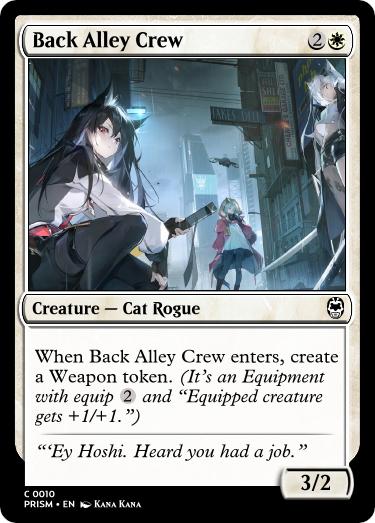 Back Alley Crew 2
TAKES DELI
Creature — Cat Rogue
When Back Alley Crew enters, create
a Weapon token. (It's an Equipment
with equip 2 and “Equipped creature
gets +1/+1.”)
“‘Ey Hoshi. Heard you had a job.”
3/2
C 0010
PRISM • EN Kana Kana